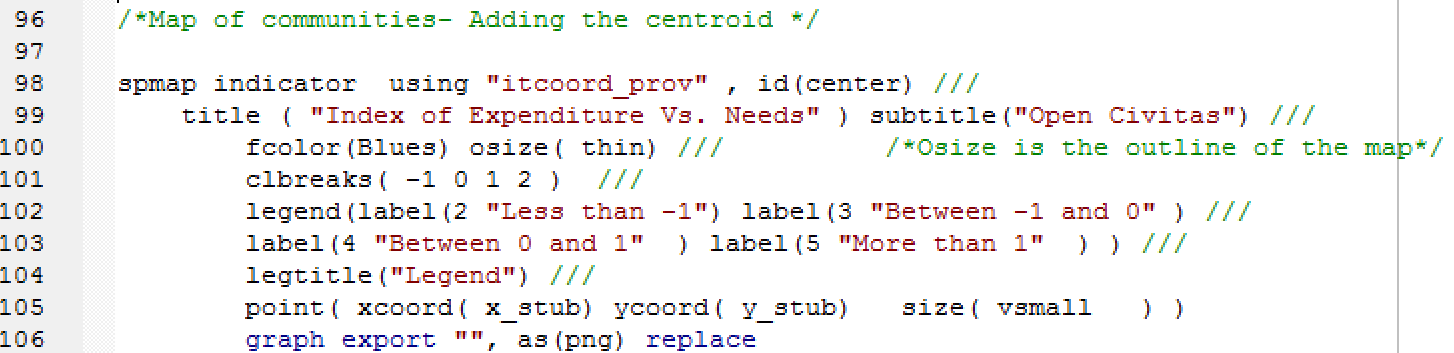 96 /*Map of communities- Adding the centroid */
97
98 spmap indicator  using "itcoord_prov" , id(center) ///
99     title ( "Index of Expenditure Vs. Needs" ) subtitle("Open Civitas") ///
100         fcolor(Blues) osize( thin) ///          /*Osize is the outline of the map*/
101         clbreaks( -1 0 1 2 )  ///
102         legend(label(2 "Less than -1") label(3 "Between -1 and 0" ) ///
103         label(4 "Between 0 and 1"  ) label(5 "More than 1"  ) ) ///
104         legtitle("Legend") ///
105         point( xcoord( x_stub) ycoord( y_stub)   size( vsmall   ) )
106         graph export "", as(png) replace